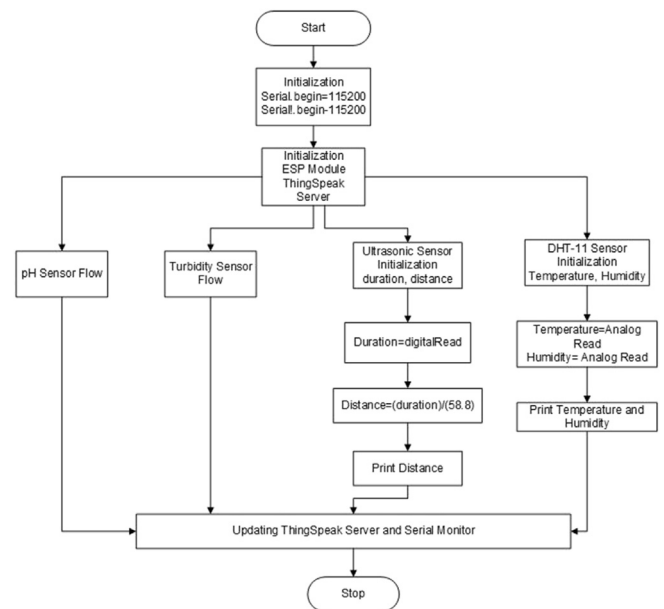 Start
Initialization
Serial.begin=115200
Serial!.begin-115200
Initialization
ESP Module
ThingSpeak
Server
pH Sensor Flow
Turbidity Sensor
Flow
Ultrasonic Sensor
Initialization
duration, distance
DHT-11 Sensor
Initialization
Temperature, Humidity
Duration=digitalRead
Temperature=Analog
Read
Humidity= Analog Read
Distance=(duration)/(58.8)
Print Temperature and
Humidity
Print Distance
Updating ThingSpeak Server and Serial Monitor
Stop